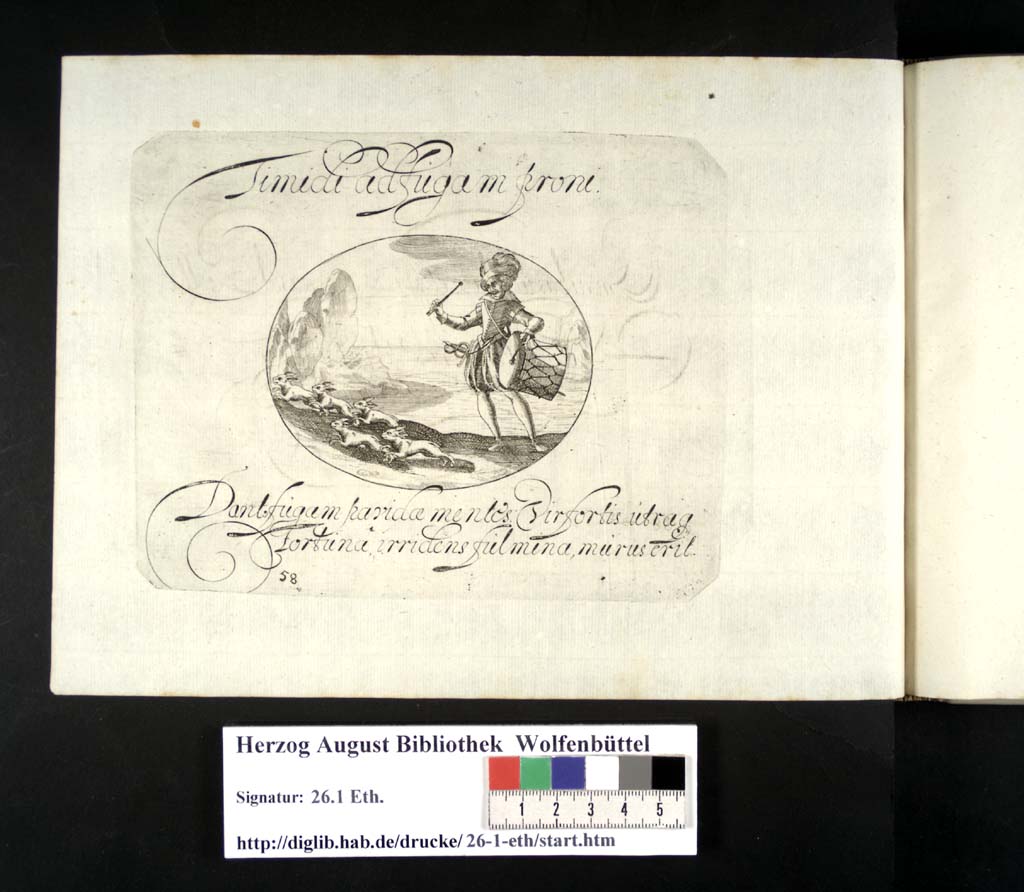 Timidi ad fugam proni.
Dant fugam pavidæ mentes; Vir fortis utraq
Fortuna, irridens fulmina, murus erit.
58
Herzog August Bibliothek Wolfenbüttel
Signatur: 26.1 Eth.
1 2 3 4 5
http://diglib.hab.de/drucke/ 26-1-eth/start.htm